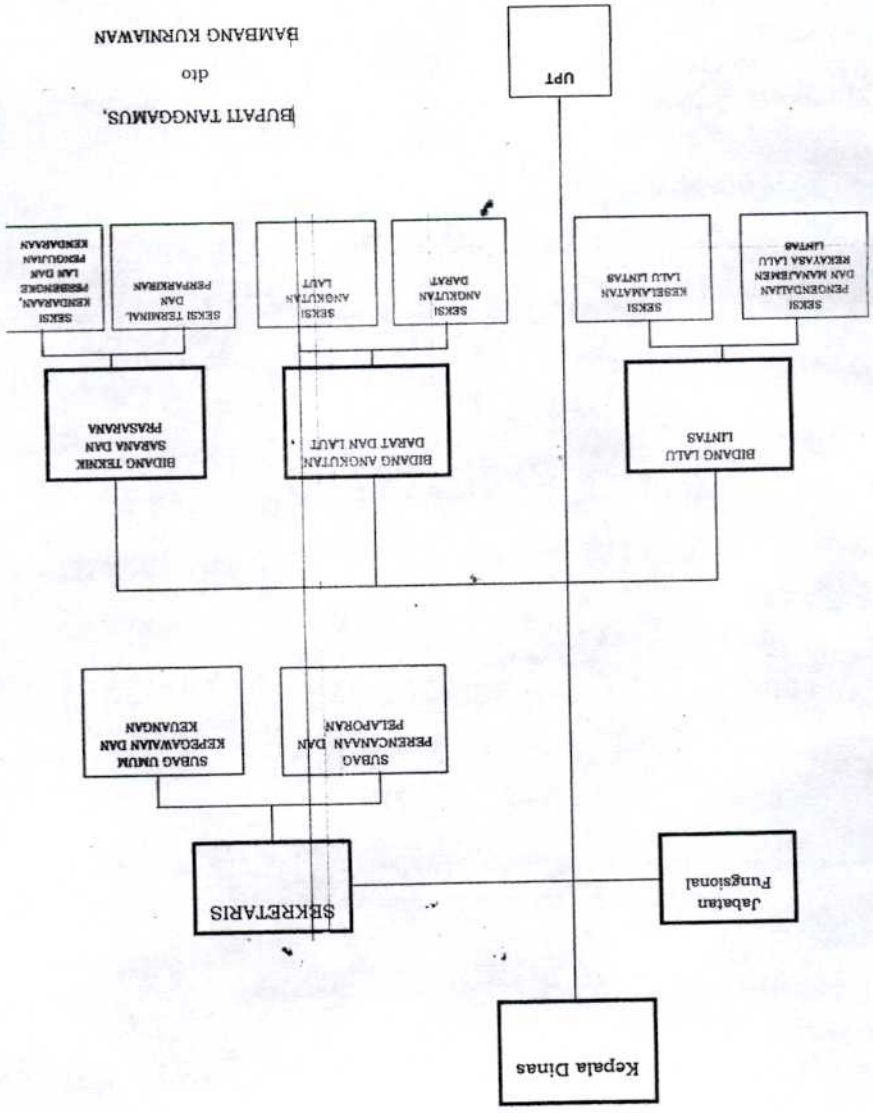 Kepala Dinas
Jabatan
Fungsional
SEKRETARIS
SUBAG
PERENCANAAN DAN
PELAPORAN
SUBAG UMUM
KEPEGAWAIAN DAN
KEUANGAN
BIDANG LALU
LINTAS
BIDANG ANGKUTAN
DARAT DAN LAUT
BIDANG TEKNIK
SARANA DAN
PRASARANA
SEKSI
PENGENDALIAN
DAN MANAJEMEN
REKAYASA LALU
LINTAS
SEKSI
KESELAMATAN
LALU LINTAS
SEKSI
ANGKUTAN
DARAT
SEKSI
ANGKUTAN
LAUT
SEKSI TERMINAL
DAN
PERPARKIRAN
SEKSI
KENDARAAN,
PERBENGKE
LAN DAN
PENGUJIAN
KENDARAAN
UPT
BUPATI TANGGAMUS,
dto
BAMBANG KURNIAWAN